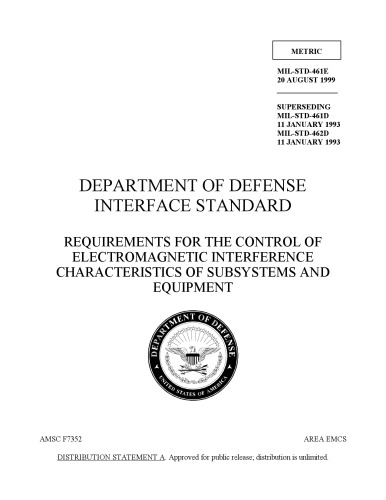 METRIC
MIL-STD-461E
20 AUGUST 1999
SUPERSEDING
MIL-STD-461D
11 JANUARY 1993
MIL-STD-462D
11 JANUARY 1993
DEPARTMENT OF DEFENSE
INTERFACE STANDARD
REQUIREMENTS FOR THE CONTROL OF
ELECTROMAGNETIC INTERFERENCE
CHARACTERISTICS OF SUBSYSTEMS AND
EQUIPMENT
DEPARTMENT OF DEFENSE
UNITED STATES OF AMERICA
AMSC F7352 AREA EMCS
DISTRIBUTION STATEMENT A. Approved for public release; distribution is unlimited.